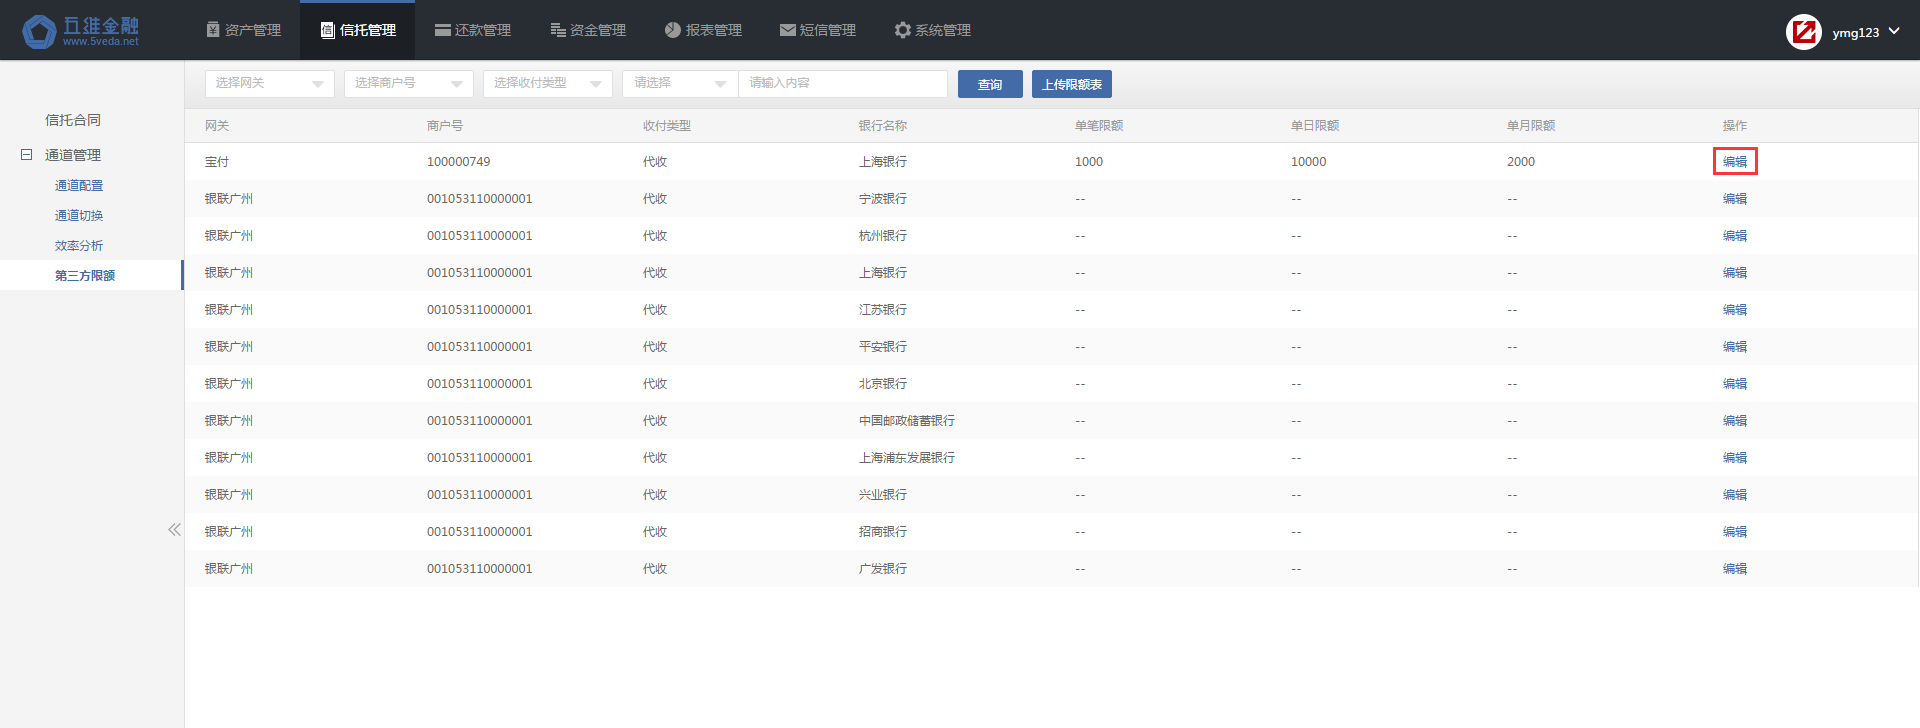 五维金融
www.5veda.net
资产管理 信托管理 还款管理 资金管理 报表管理 短信管理 系统管理 ymg123
选择网关 选择商户号 选择收付类型 请选择 请输入内容 查询 上传限额表
信托合同
通道管理
通道配置
通道切换
效率分析
第三方限额
网关 商户号 收付类型 银行名称 单笔限额 单日限额 单月限额 操作
宝付 100000749 代收 上海银行 1000 10000 2000 编辑
银联广州 001053110000001 代收 宁波银行 -- -- -- 编辑
银联广州 001053110000001 代收 杭州银行 -- -- -- 编辑
银联广州 001053110000001 代收 上海银行 -- -- -- 编辑
银联广州 001053110000001 代收 江苏银行 -- -- -- 编辑
银联广州 001053110000001 代收 平安银行 -- -- -- 编辑
银联广州 001053110000001 代收 北京银行 -- -- -- 编辑
银联广州 001053110000001 代收 中国邮政储蓄银行 -- -- -- 编辑
银联广州 001053110000001 代收 上海浦东发展银行 -- -- -- 编辑
银联广州 001053110000001 代收 兴业银行 -- -- -- 编辑
银联广州 001053110000001 代收 招商银行 -- -- -- 编辑
银联广州 001053110000001 代收 广发银行 -- -- -- 编辑